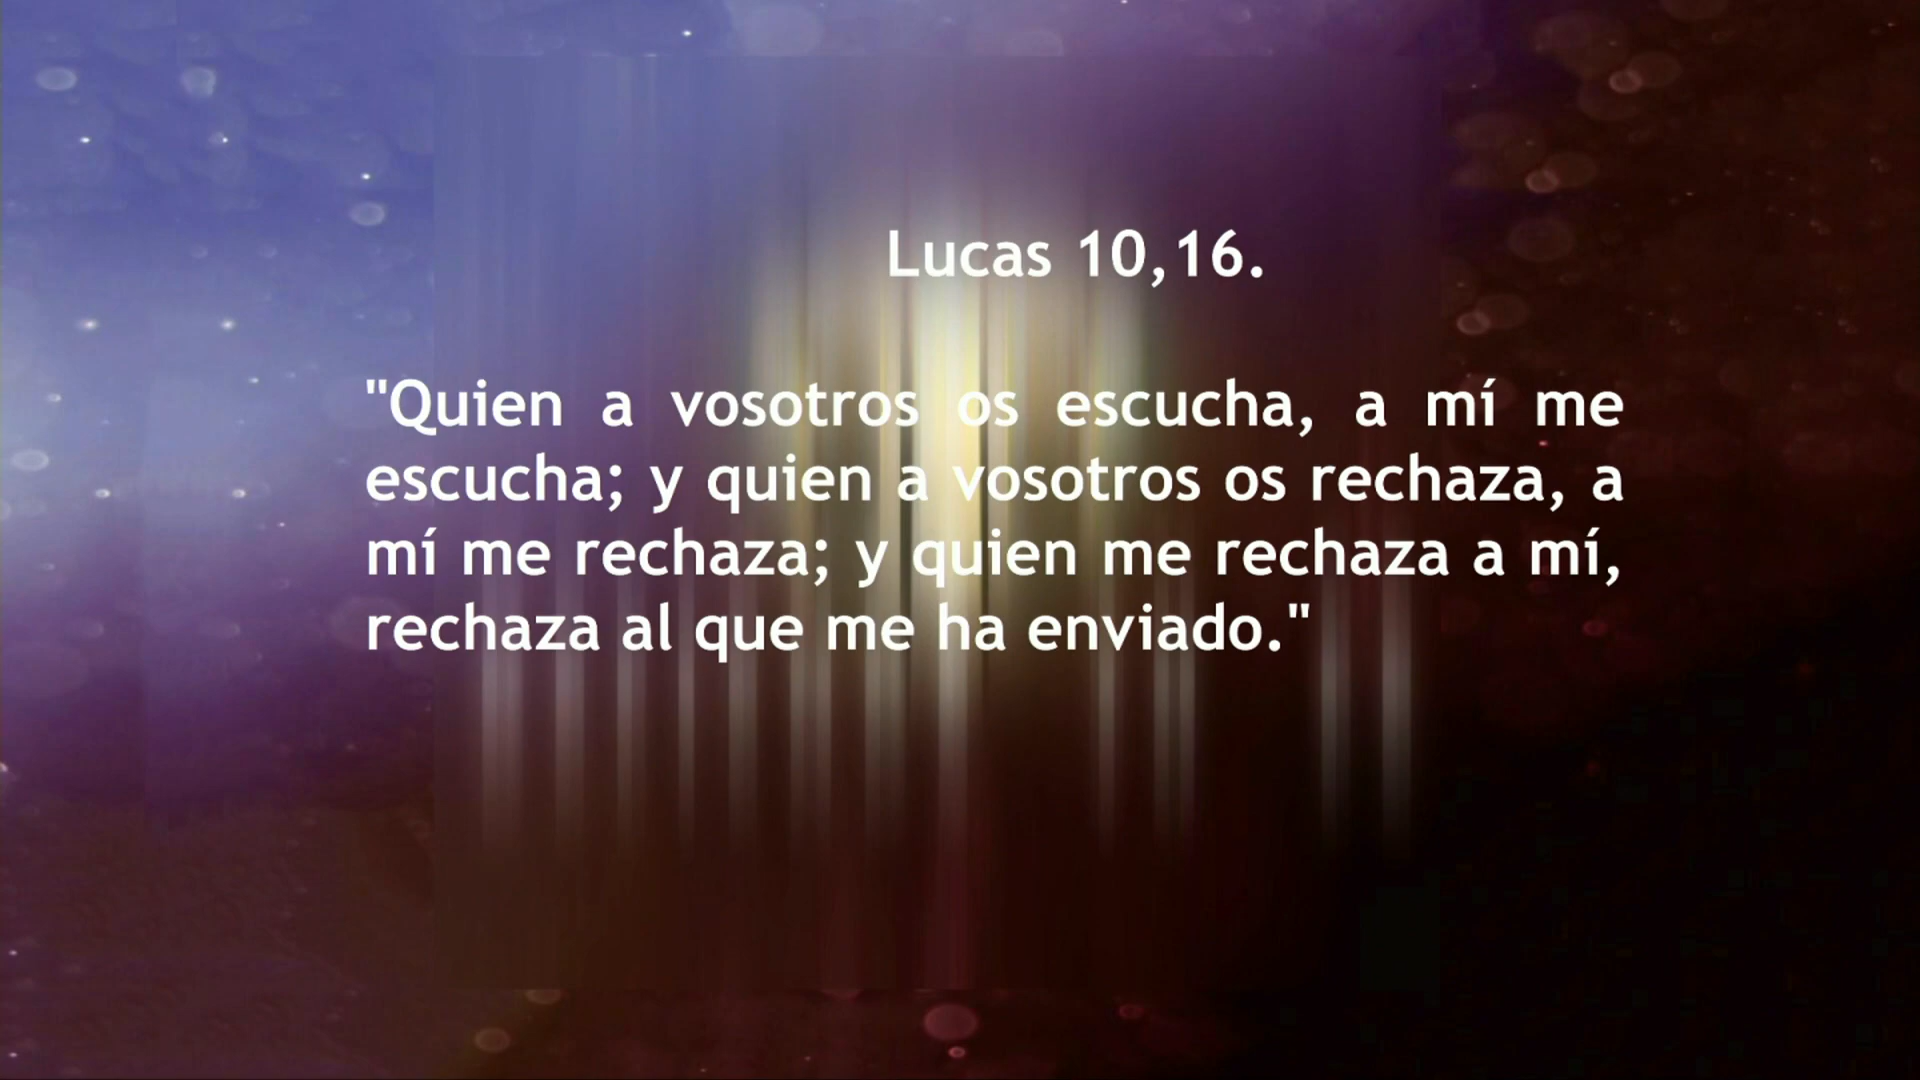 Lucas 10,16.
"Quien a vosotros os escucha, a mí me
escucha; y quien a vosotros os rechaza, a
mí me rechaza; y quien me rechaza a mí,
rechaza al que me ha enviado."